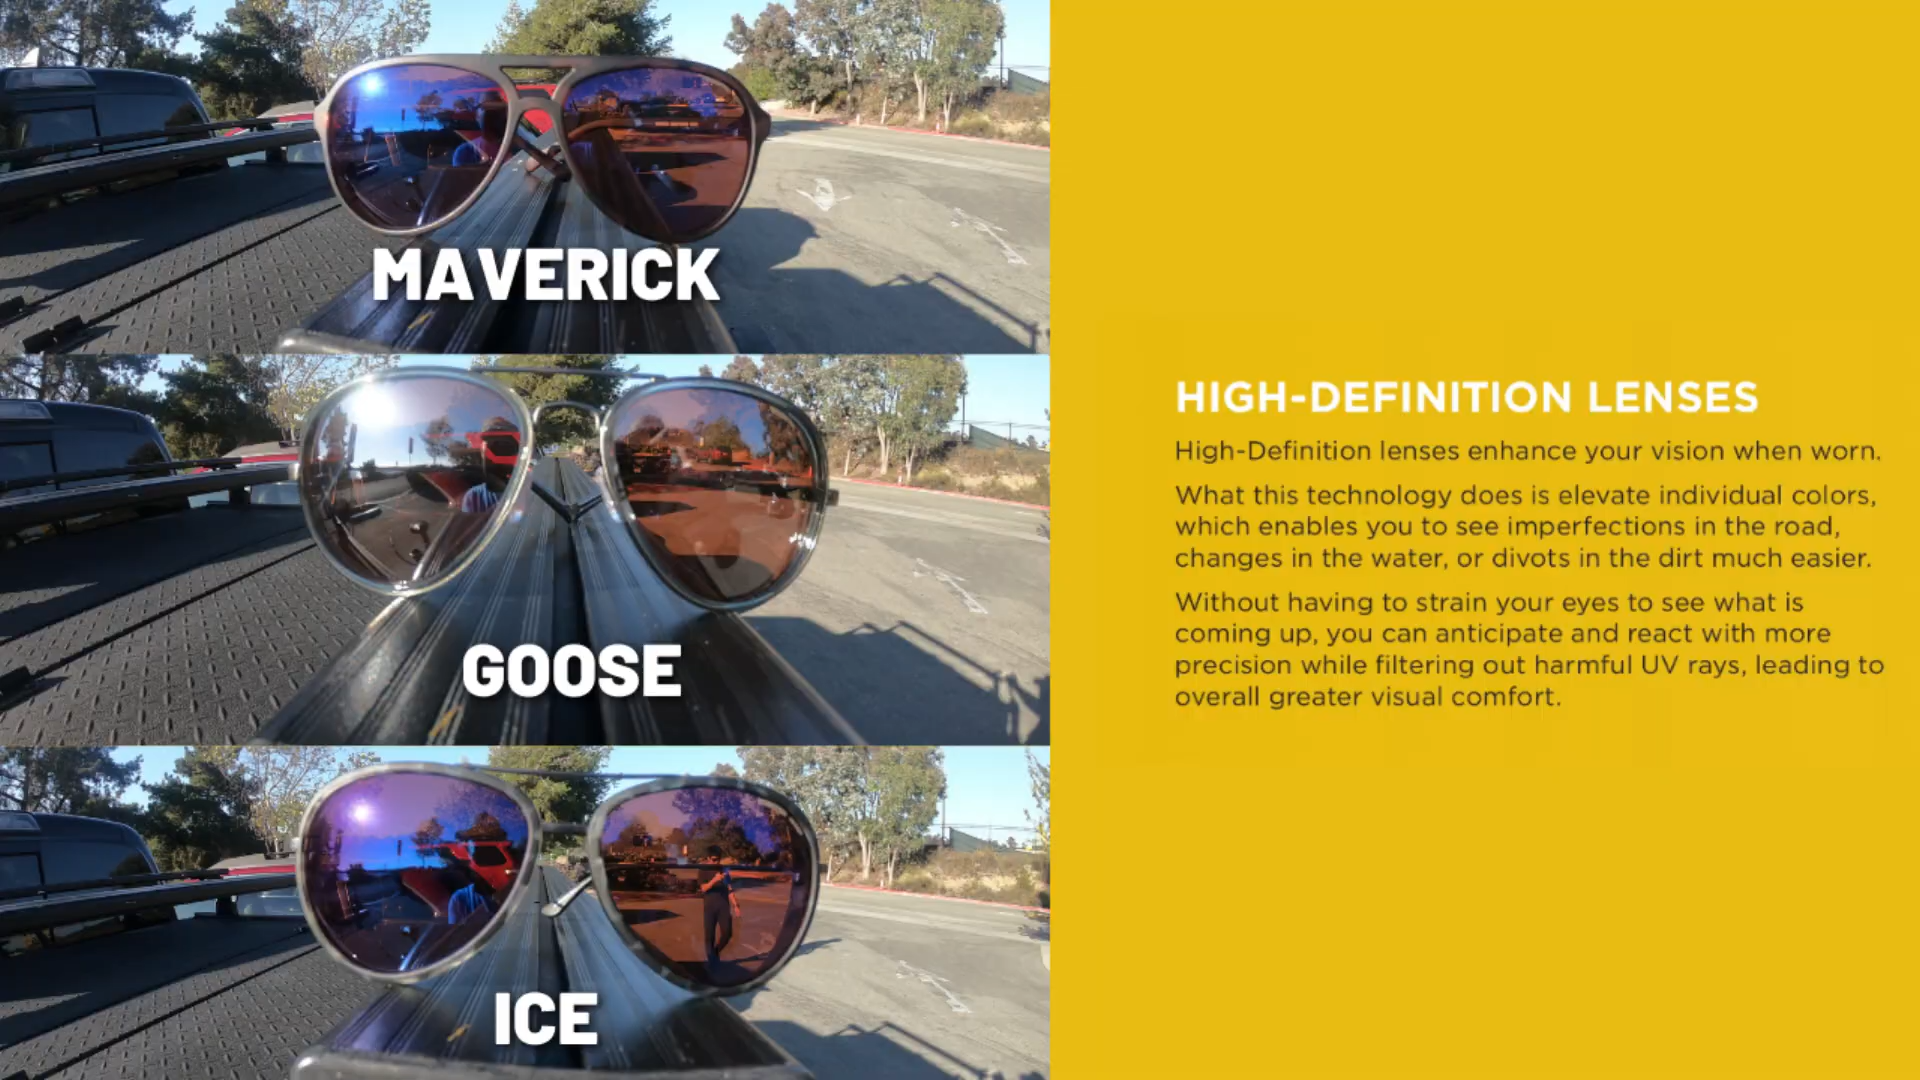 MAVERICK
GOOSE
ICE
HIGH-DEFINITION LENSES
High-Definition lenses enhance your vision when worn.
What this technology does is elevate individual colors,
which enables you to see imperfections in the road,
changes in the water, or divots in the dirt much easier.
Without having to strain your eyes to see what is
coming up, you can anticipate and react with more
precision while filtering out harmful UV rays, leading to
overall greater visual comfort.